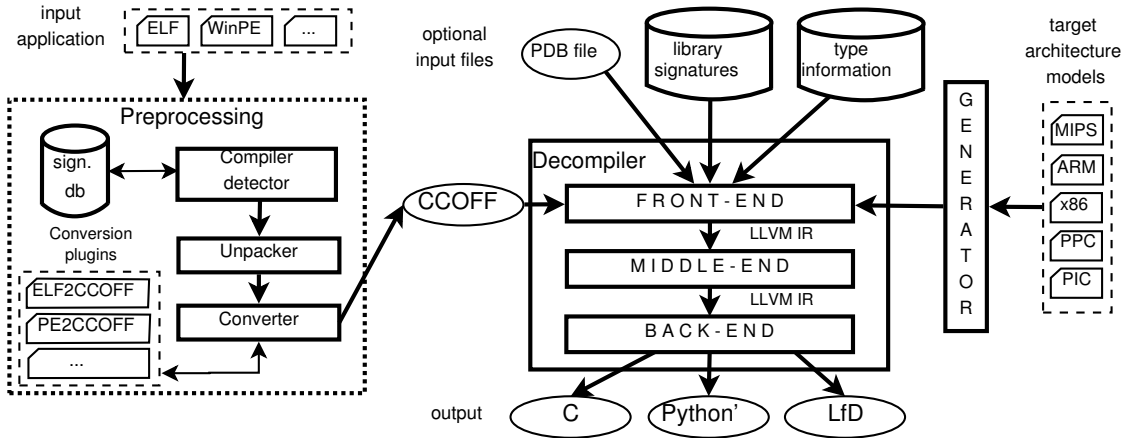 input
application
ELF
WinPE
...
optional
input files
PDB file
library
signatures
type
information
target
architecture
models
Preprocessing
sign.
db
Compiler
detector
Conversion
plugins
Unpacker
ELF2CCOFF
PE2CCOFF
...
Converter
CCOFF
Decompiler
FRONT-END
LLVM IR
MIDDLE-END
LLVM IR
BACK-END
GENERATOR
MIPS
ARM
x86
PPC
PIC
output
C
Python'
LfD